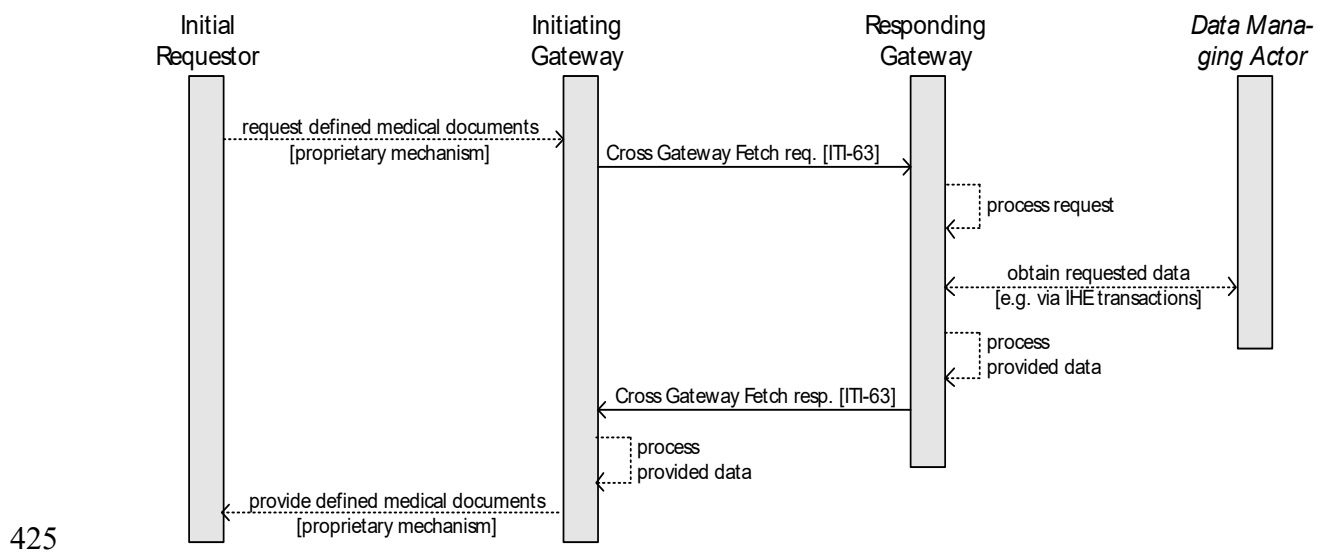 Initial
Requestor
Initiating
Gateway
Responding
Gateway
Data Mana-
ging Actor
request defined medical documents
[proprietary mechanism]
Cross Gateway Fetch req. [ITI-63]
process request
obtain requested data
[e.g. via IHE transactions]
process
provided data
Cross Gateway Fetch resp. [ITI-63]
process
provided data
provide defined medical documents
[proprietary mechanism]
425